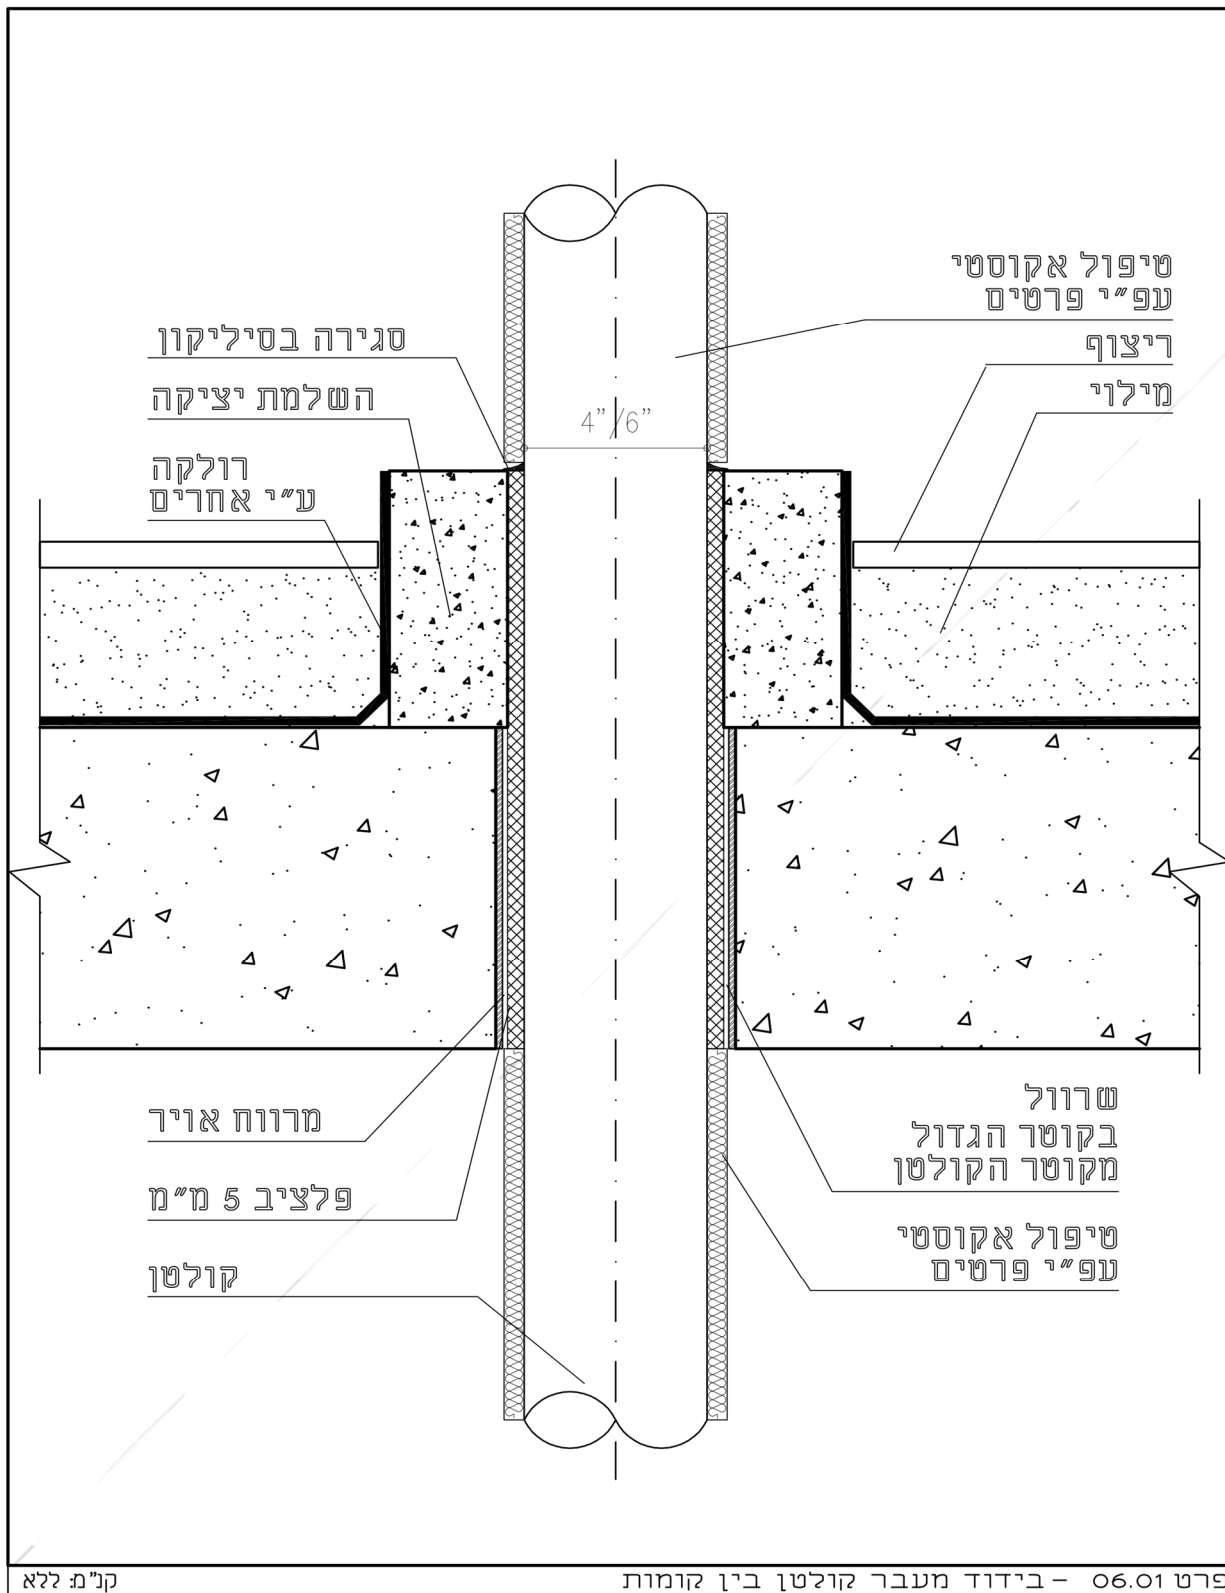 טיפול אקוסטי
עפ״י פרטים
ריצוף
מילוי
סגירה בסיליקון
השלמת יציקה
רולקה
ע״י אחרים
4”/6”
שרוול
בקוטר הגדול
מקוטר הקולטן
טיפול אקוסטי
עפ״י פרטים
מרווח אויר
פלציב 5 מ״מ
קולטן
פרט 06.01 – בידוד מעבר קולטן בין קומות
קנ"מ: ללא